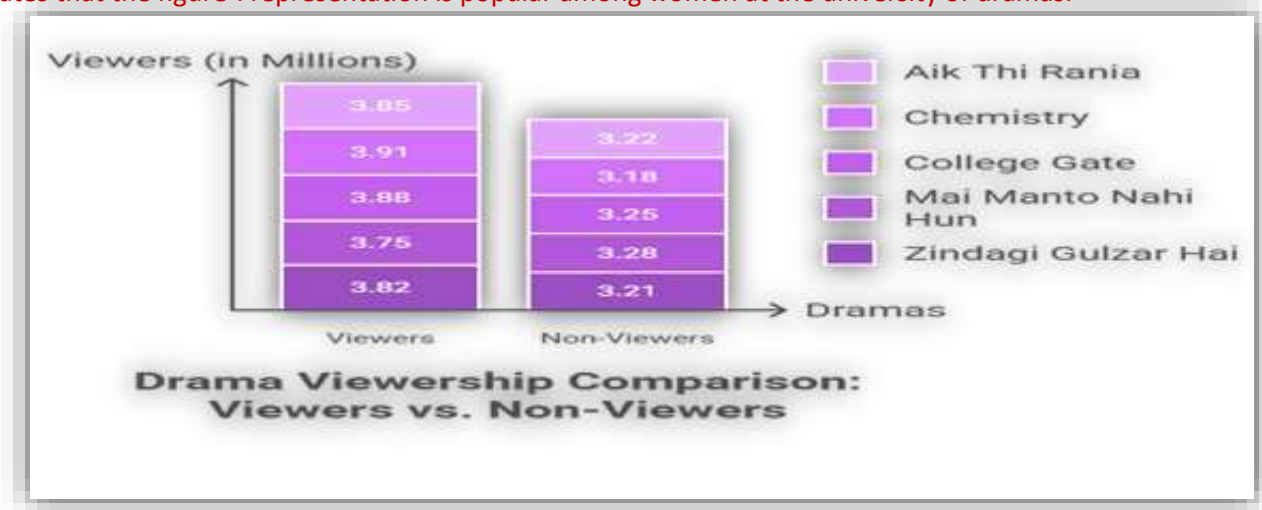 that the figure representation is popular among women at the university of dramas.
Viewers (in Millions)
3.85
3.91
3.88
3.75
3.82
3.22
3.18
3.25
3.28
3.21
Viewers
Non-Viewers
Dramas
Aik Thi Rania
Chemistry
College Gate
Mai Manto Nahi
Hun
Zindagi Gulzar Hai
Drama Viewership Comparison:
Viewers vs. Non-Viewers